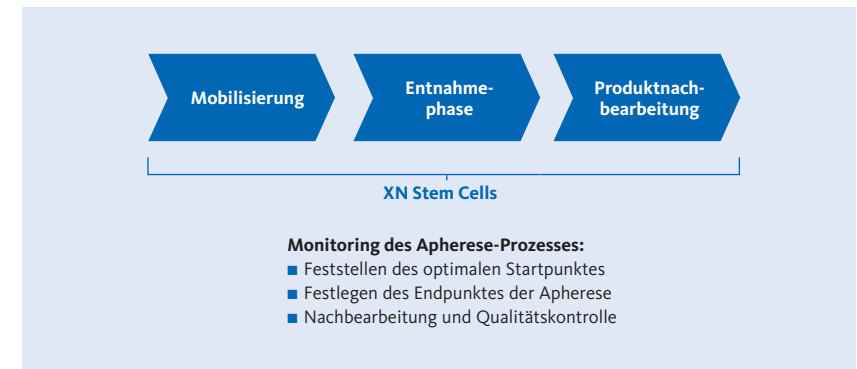 Mobilisierung
Entnahme-
phase
Produktnach-
bearbeitung
XN Stem Cells
Monitoring des Apherese-Prozesses:
■ Feststellen des optimalen Startpunktes
■ Festlegen des Endpunktes der Apherese
■ Nachbearbeitung und Qualitätskontrolle